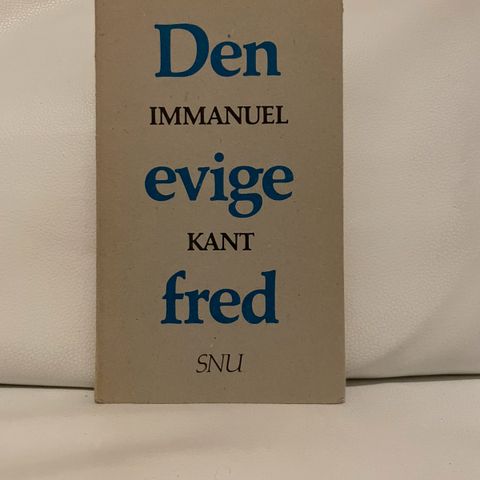 Den
IMMANUEL
evige
KANT
fred
SNU